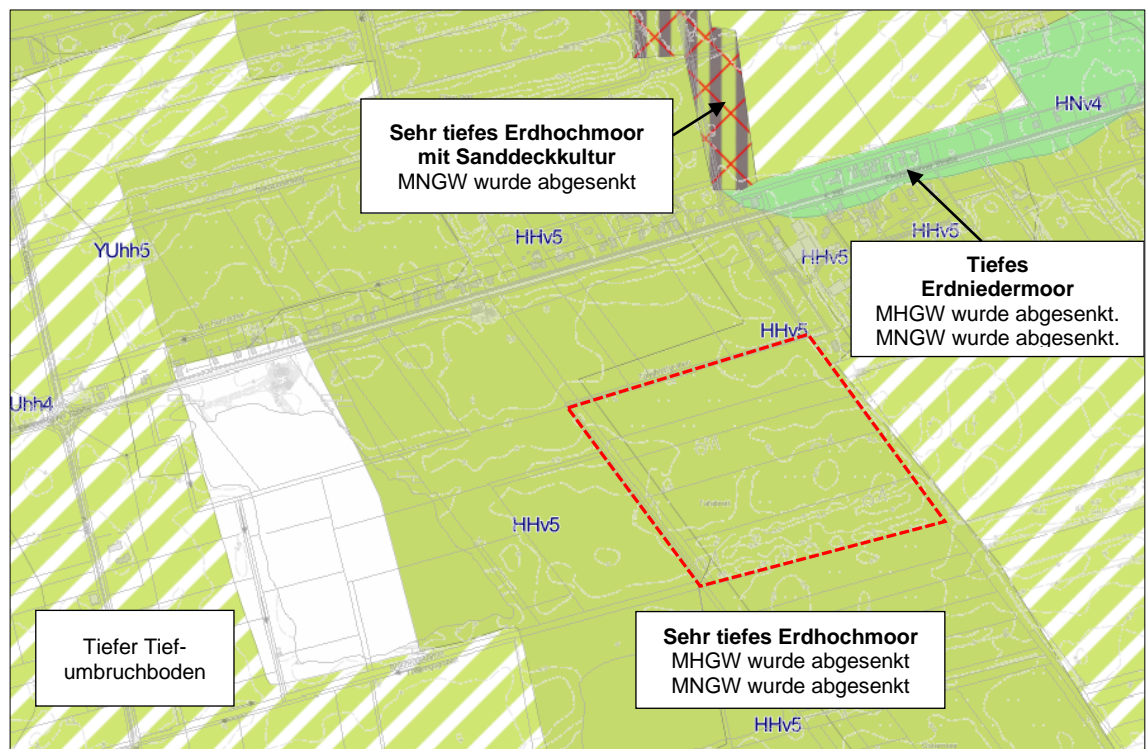 Sehr tiefes Erdhochmoor
mit Sanddeckkultur
MNGW wurde abgesenkt
HNv4
YUhh5
HHv5
HHv5
HHv5
Tiefes
Erdniedermoor
MHGW wurde abgesenkt.
MNGW wurde abgesenkt.
HHv5
Uhh4
HHv5
Tiefer Tief-
umbruchboden
Sehr tiefes Erdhochmoor
MHGW wurde abgesenkt
MNGW wurde abgesenkt
HHv5